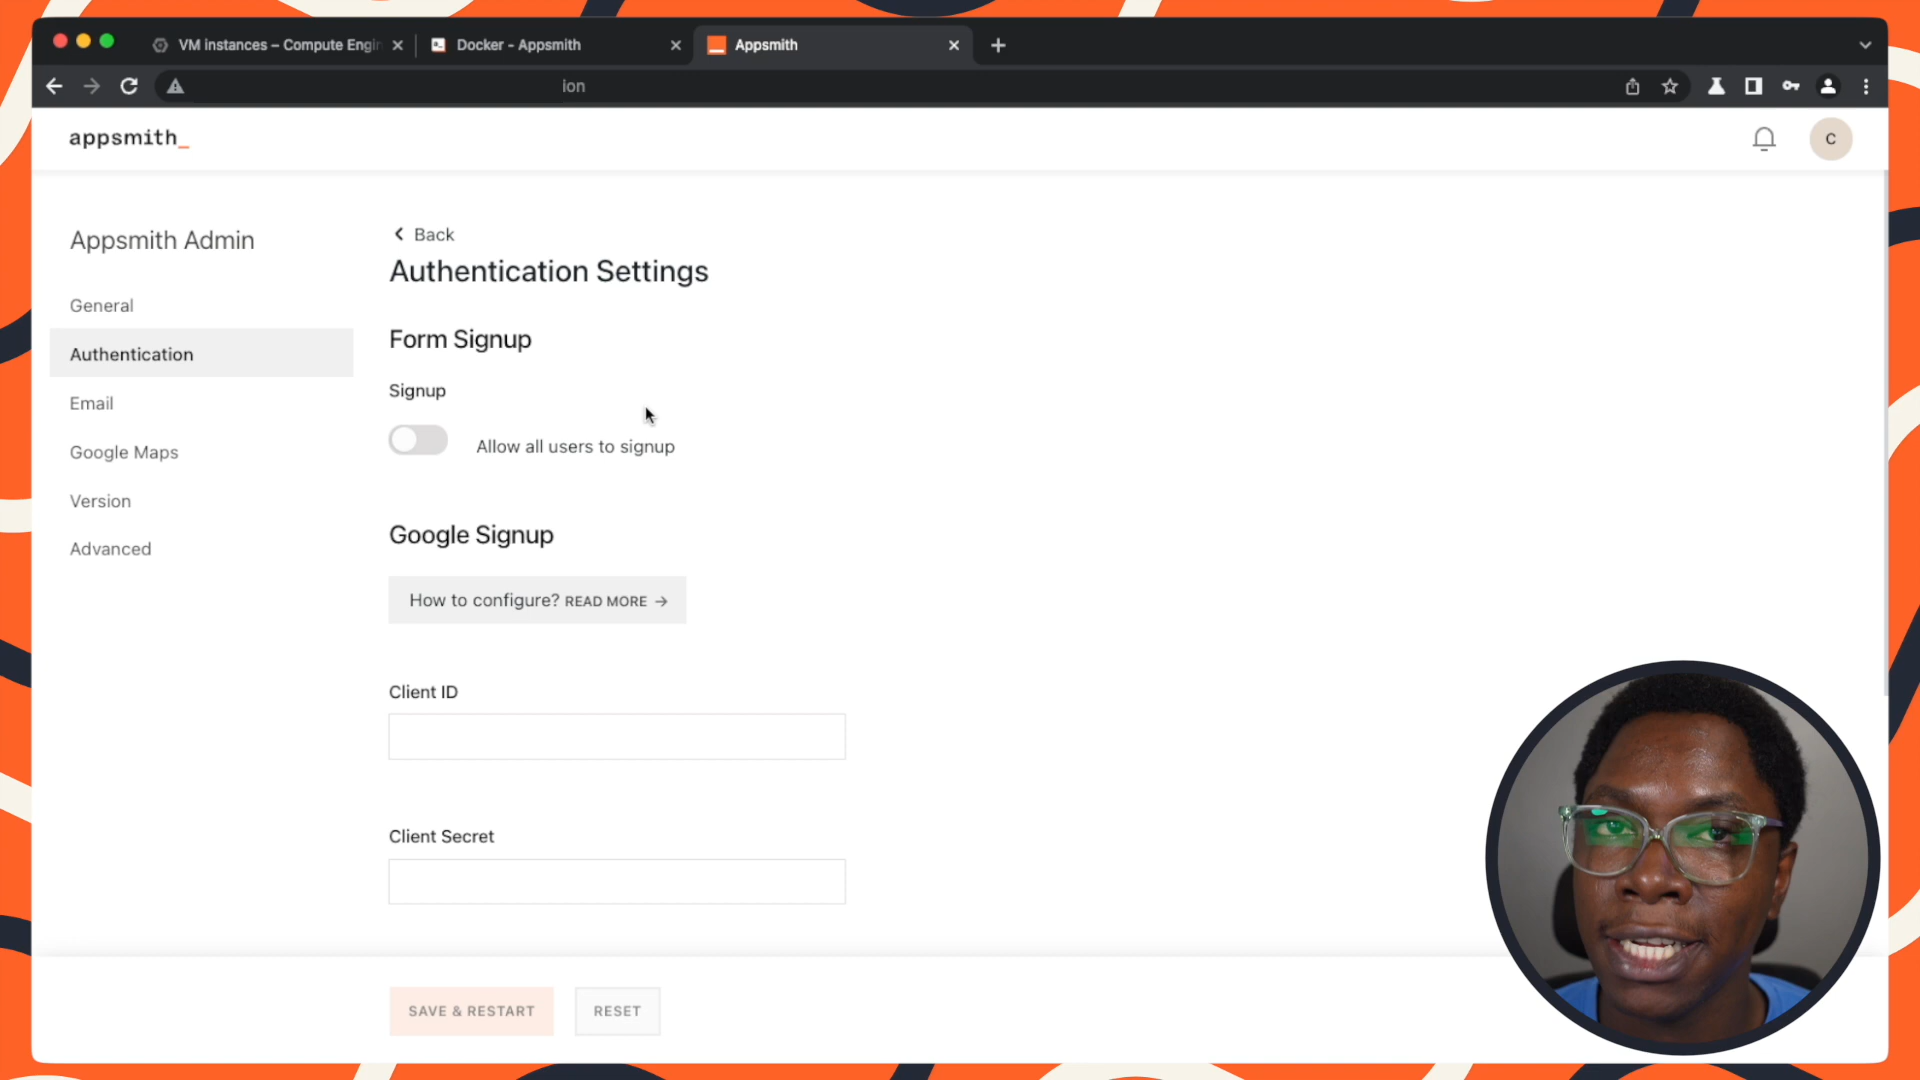 VM instances – Compute Engin
Docker - Appsmith
Appsmith
ion
appsmith_
C
Appsmith Admin
General
Authentication
Email
Google Maps
Version
Advanced
Back
Authentication Settings
Form Signup
Signup
Allow all users to signup
Google Signup
How to configure? READ MORE →
Client ID
Client Secret
SAVE & RESTART
RESET